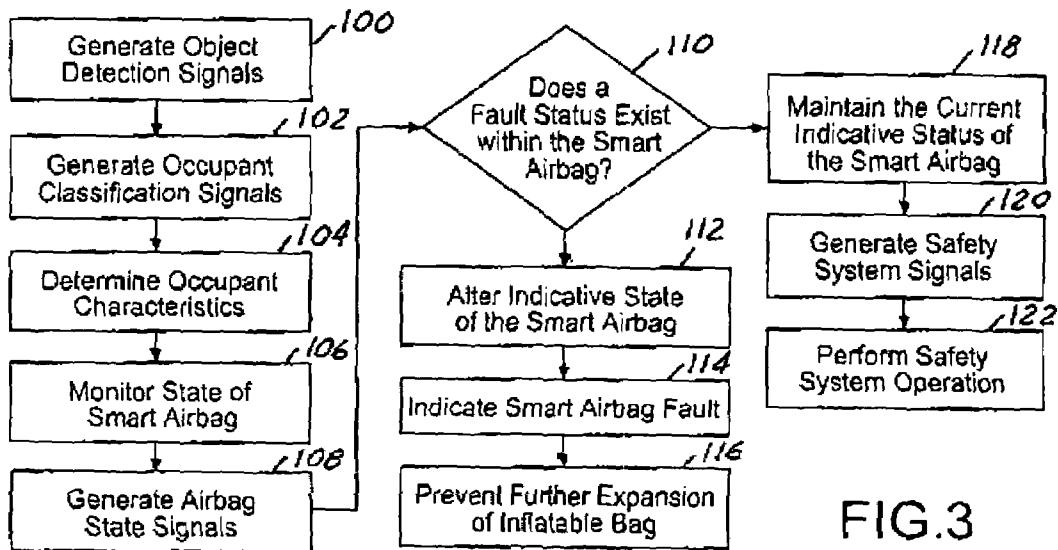 100
Generate Object
Detection Signals
102
Generate Occupant
Classification Signals
104
Determine Occupant
Characteristics
106
Monitor State of
Smart Airbag
108
Generate Airbag
State Signals
110
Does a
Fault Status Exist
within the Smart
Airbag?
112
Alter Indicative State
of the Smart Airbag
114
Indicate Smart Airbag Fault
116
Prevent Further Expansion
of Inflatable Bag
118
Maintain the Current
Indicative Status of
the Smart Airbag
120
Generate Safety
System Signals
122
Perform Safety
System Operation
FIG.3